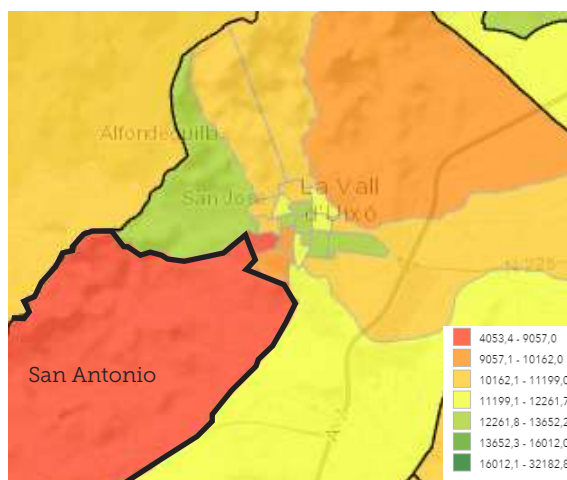 Alfondeguilla
San José
La Vall
d'Uixó
N-225
A-7
San Antonio
4053,4 - 9057,0
9057,1 - 10162,0
10162,1 - 11199,0
11199,1 - 12261,7
12261,8 - 13652,2
13652,3 - 16012,0
16012,1 - 32182,8